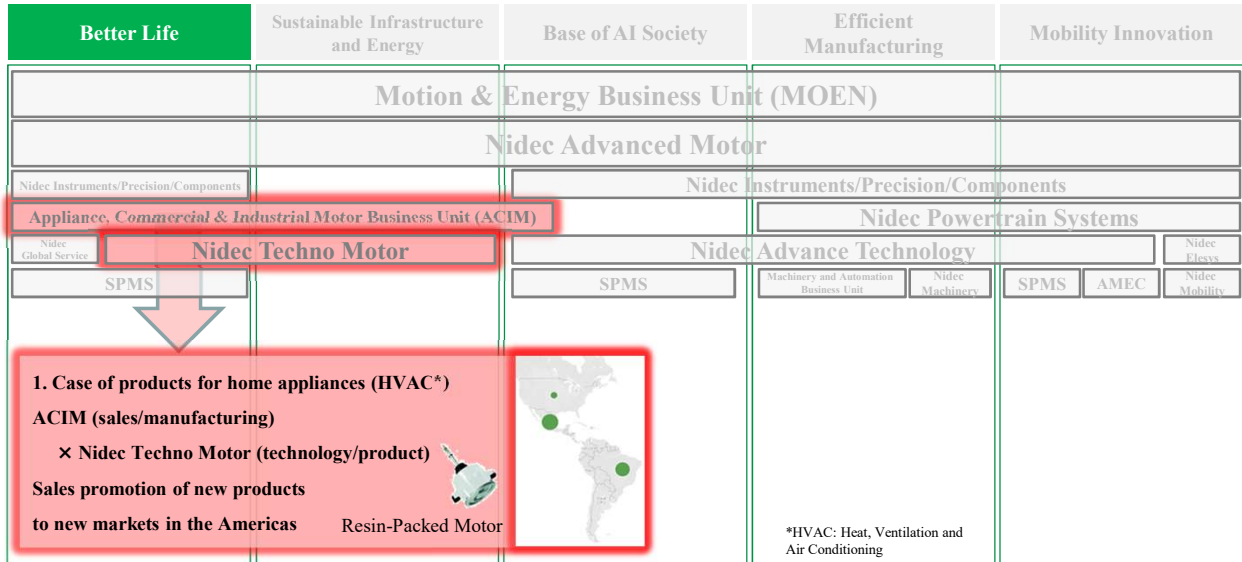 Better Life
Sustainable Infrastructure
and Energy
Base of AI Society
Efficient
Manufacturing
Mobility Innovation
Motion & Energy Business Unit (MOEN)
Nidec Advanced Motor
Nidec Instruments/Precision/Components
Nidec Instruments/Precision/Components
Appliance, Commercial & Industrial Motor Business Unit (ACIM)
Nidec Powertrain Systems
Nidec
Global Service
Nidec Techno Motor
Nidec Advance Technology
Nidec
Elesys
SPMS
SPMS
Machinery and Automation
Business Unit
Nidec
Machinery
SPMS
AMEC
Nidec
Mobility
1. Case of products for home appliances (HVAC*)
ACIM (sales/manufacturing)
× Nidec Techno Motor (technology/product)
Sales promotion of new products
to new markets in the Americas
Resin-Packed Motor
*HVAC: Heat, Ventilation and
Air Conditioning